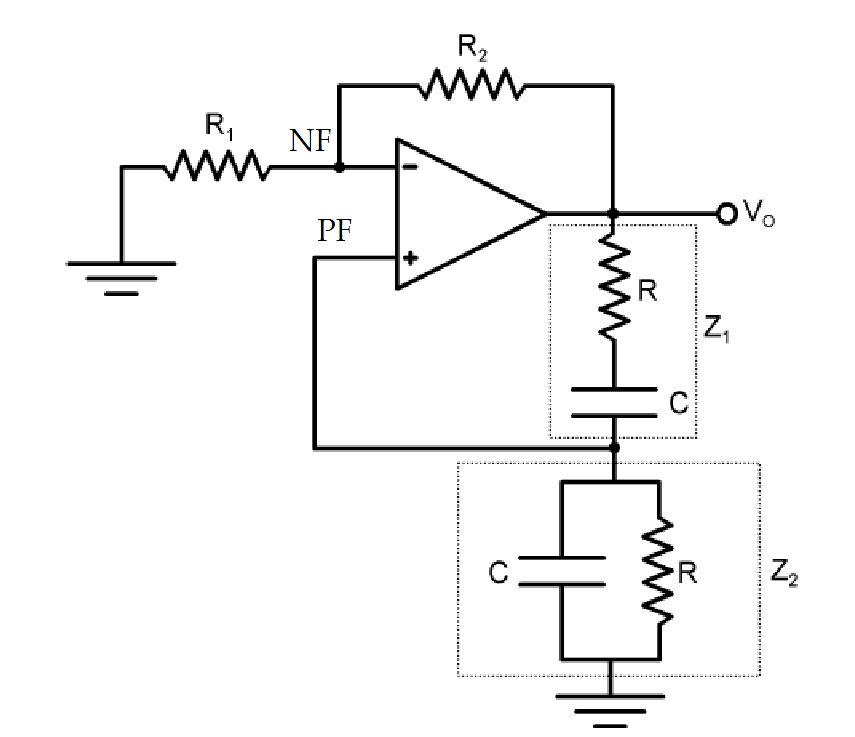 R₂
R₁
NF
PF
− 
+
Vₒ
R
Z₁
C
C
R
Z₂